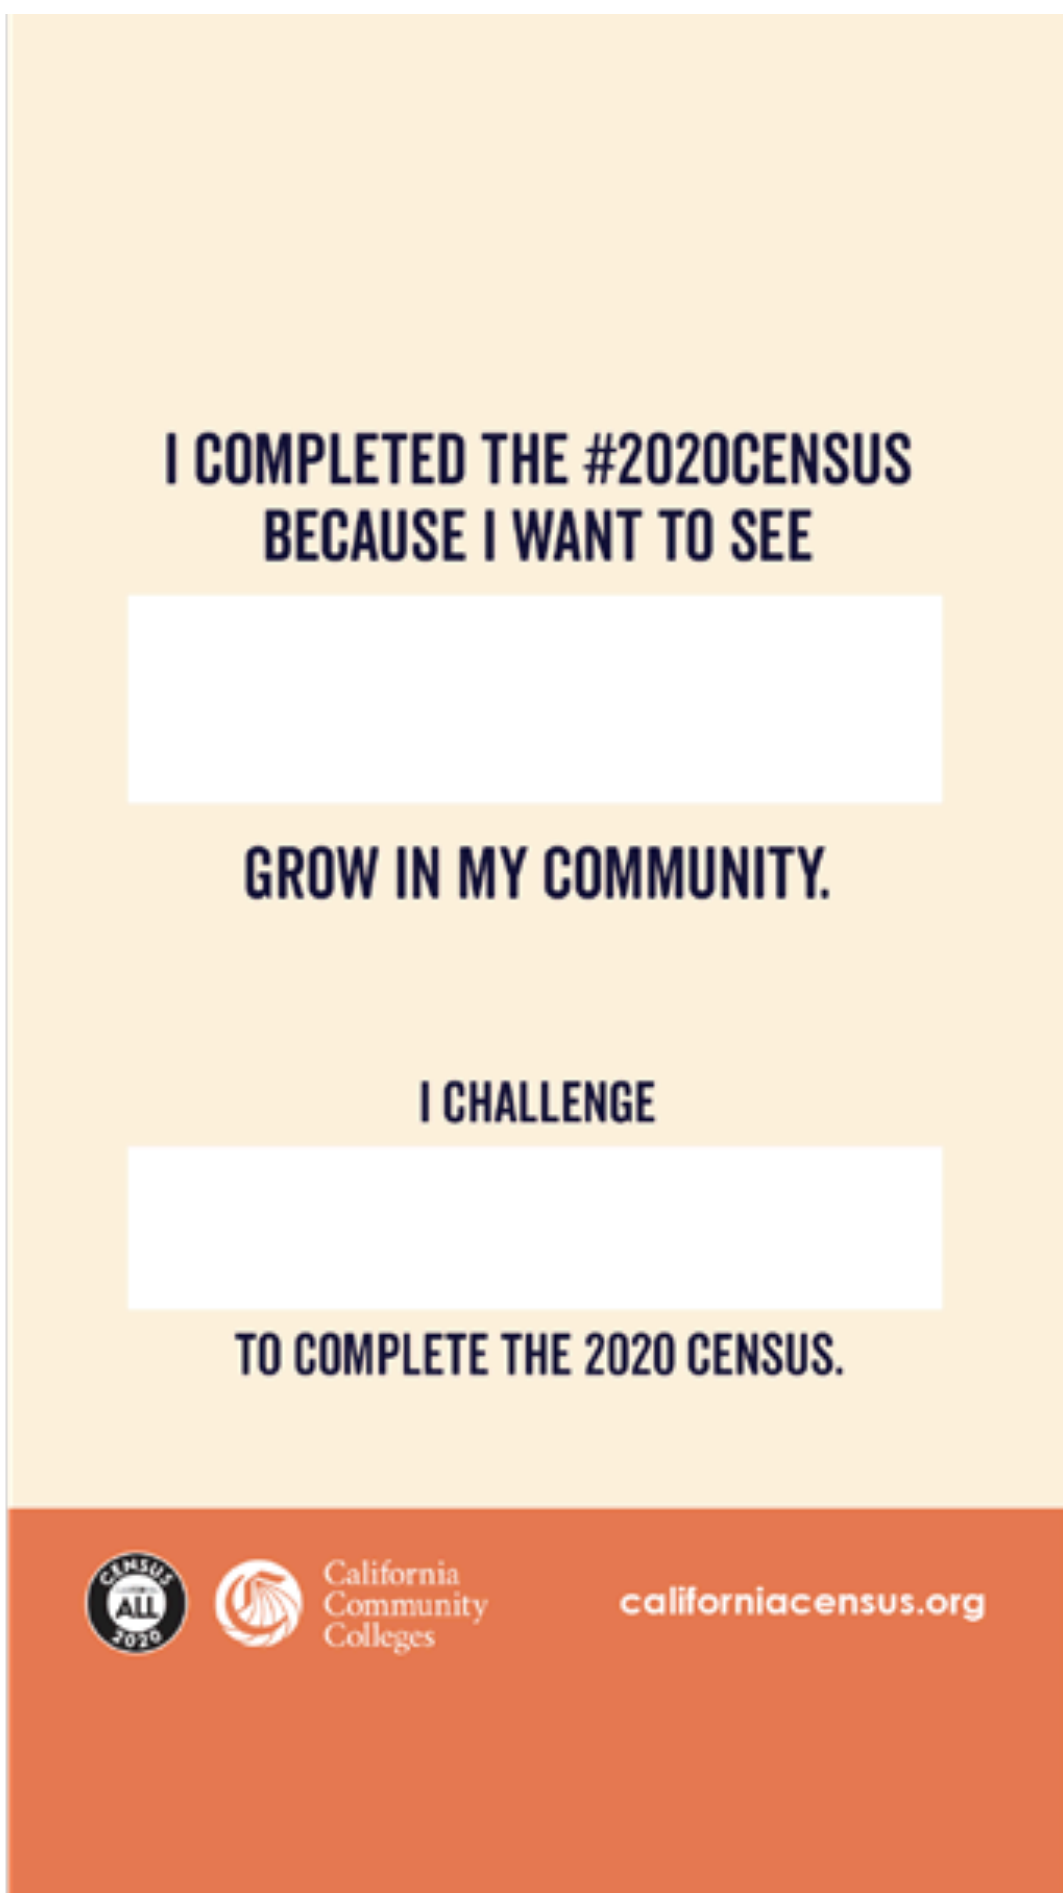 I COMPLETED THE #2020CENSUS
BECAUSE I WANT TO SEE
GROW IN MY COMMUNITY.
I CHALLENGE
TO COMPLETE THE 2020 CENSUS.
CENSUS
ALL
2020
California
Community
Colleges
californiacensus.org